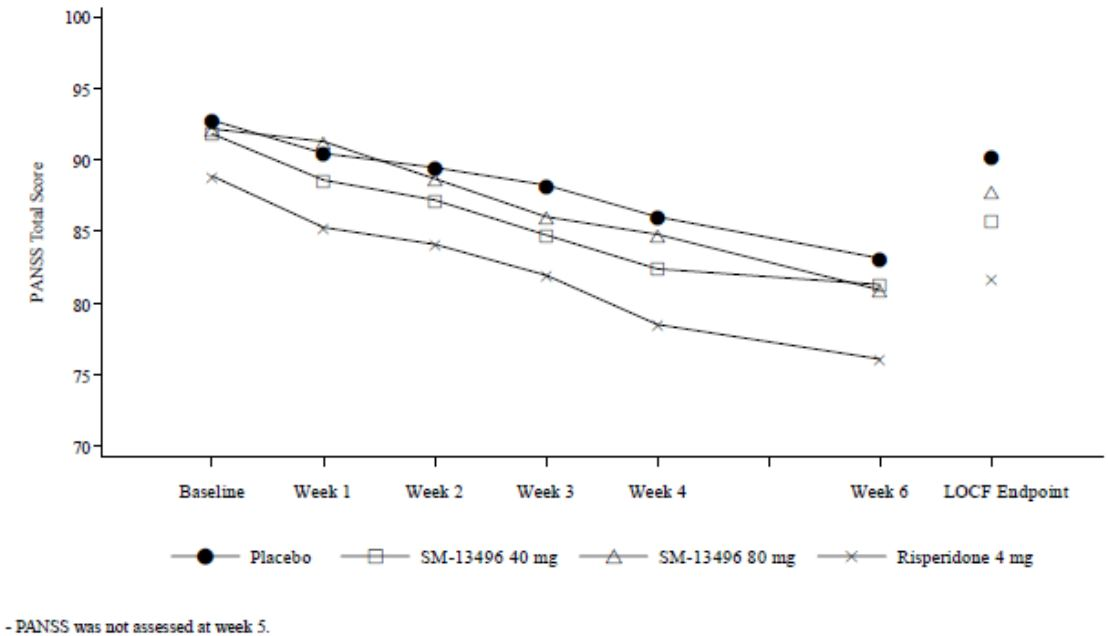 100
95
90
85
80
75
70
PANSS Total Score
Baseline Week 1 Week 2 Week 3 Week 4 Week 6 LOCF Endpoint
Placebo SM-13496 40 mg SM-13496 80 mg Risperidone 4 mg
- PANSS was not assessed at week 5.